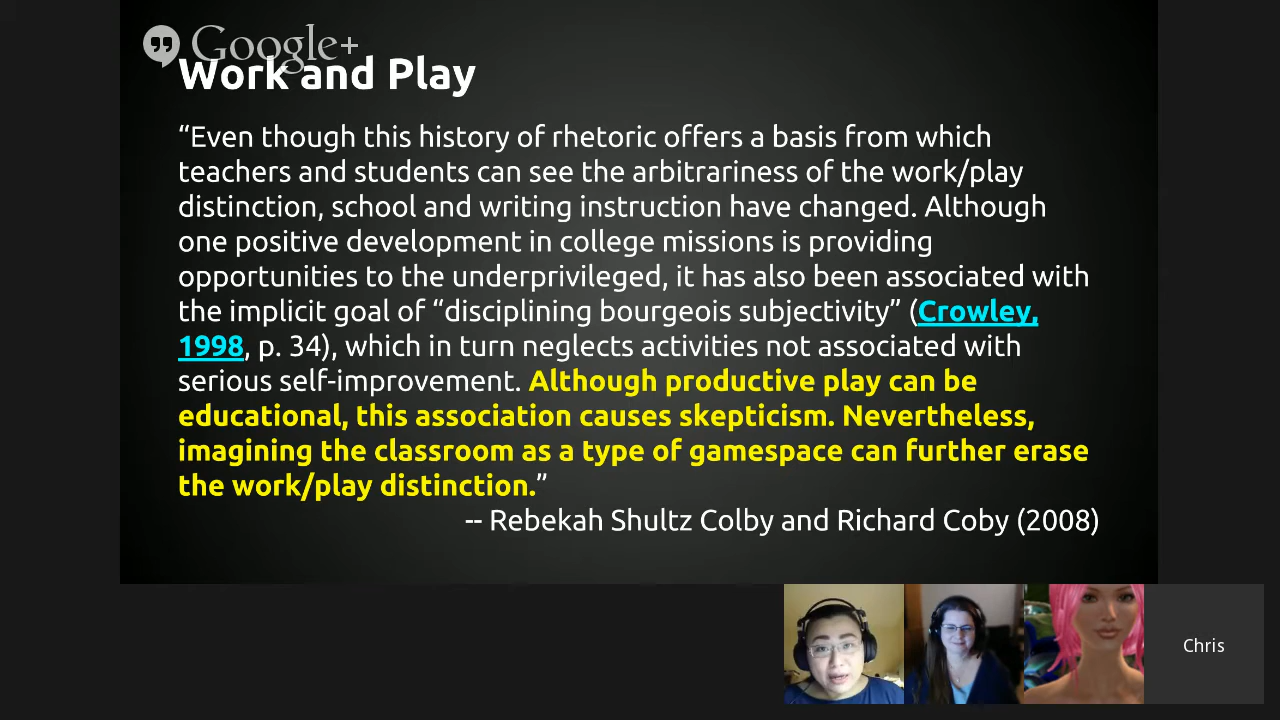 Google+
Work and Play
“Even though this history of rhetoric offers a basis from which
teachers and students can see the arbitrariness of the work/play
distinction, school and writing instruction have changed. Although
one positive development in college missions is providing
opportunities to the underprivileged, it has also been associated with
the implicit goal of “disciplining bourgeois subjectivity” (Crowley,
1998, p. 34), which in turn neglects activities not associated with
serious self-improvement. Although productive play can be
educational, this association causes skepticism. Nevertheless,
imagining the classroom as a type of gamespace can further erase
the work/play distinction.”
-- Rebekah Shultz Colby and Richard Coby (2008)
Chris